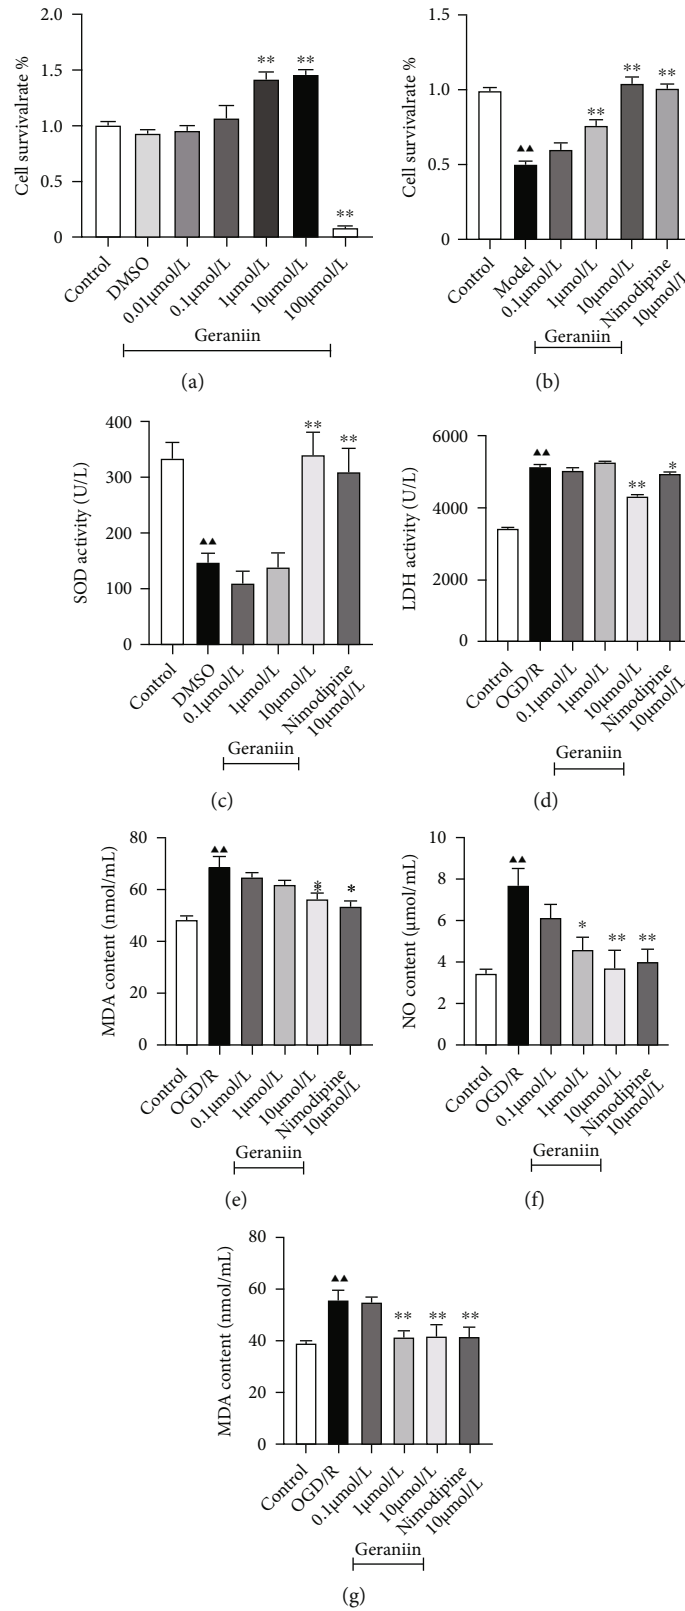 Cell survivalrate %
2.0
1.5
1.0
0.5
0
** ** **
Control
DMSO
0.01μmol/L
0.1μmol/L
1μmol/L
10μmol/L
100μmol/L
Geraniin
(a)
Cell survivalrate %
1.5
1.0
0.5
0
▲▲ ** ** **
Control
Model
0.1μmol/L
1μmol/L
10μmol/L
Nimodipine
10μmol/L
Geraniin
(b)
SOD activity (U/L)
400
300
200
100
0
▲▲ ** **
Control
DMSO
0.1μmol/L
1μmol/L
10μmol/L
Nimodipine
10μmol/L
Geraniin
(c)
LDH activity (U/L)
6000
4000
2000
0
▲▲ ** *
Control
OGD/R
0.1μmol/L
1μmol/L
10μmol/L
Nimodipine
10μmol/L
Geraniin
(d)
MDA content (nmol/mL)
80
60
40
20
0
▲▲ * * *
Control
OGD/R
0.1μmol/L
1μmol/L
10μmol/L
Nimodipine
10μmol/L
Geraniin
(e)
NO content (μmol/mL)
10
8
6
4
2
0
▲▲ * ** **
Control
OGD/R
0.1μmol/L
1μmol/L
10μmol/L
Nimodipine
10μmol/L
Geraniin
(f)
MDA content (nmol/mL)
80
60
40
20
0
▲▲ ** ** **
Control
OGD/R
0.1μmol/L
1μmol/L
10μmol/L
Nimodipine
10μmol/L
Geraniin
(g)